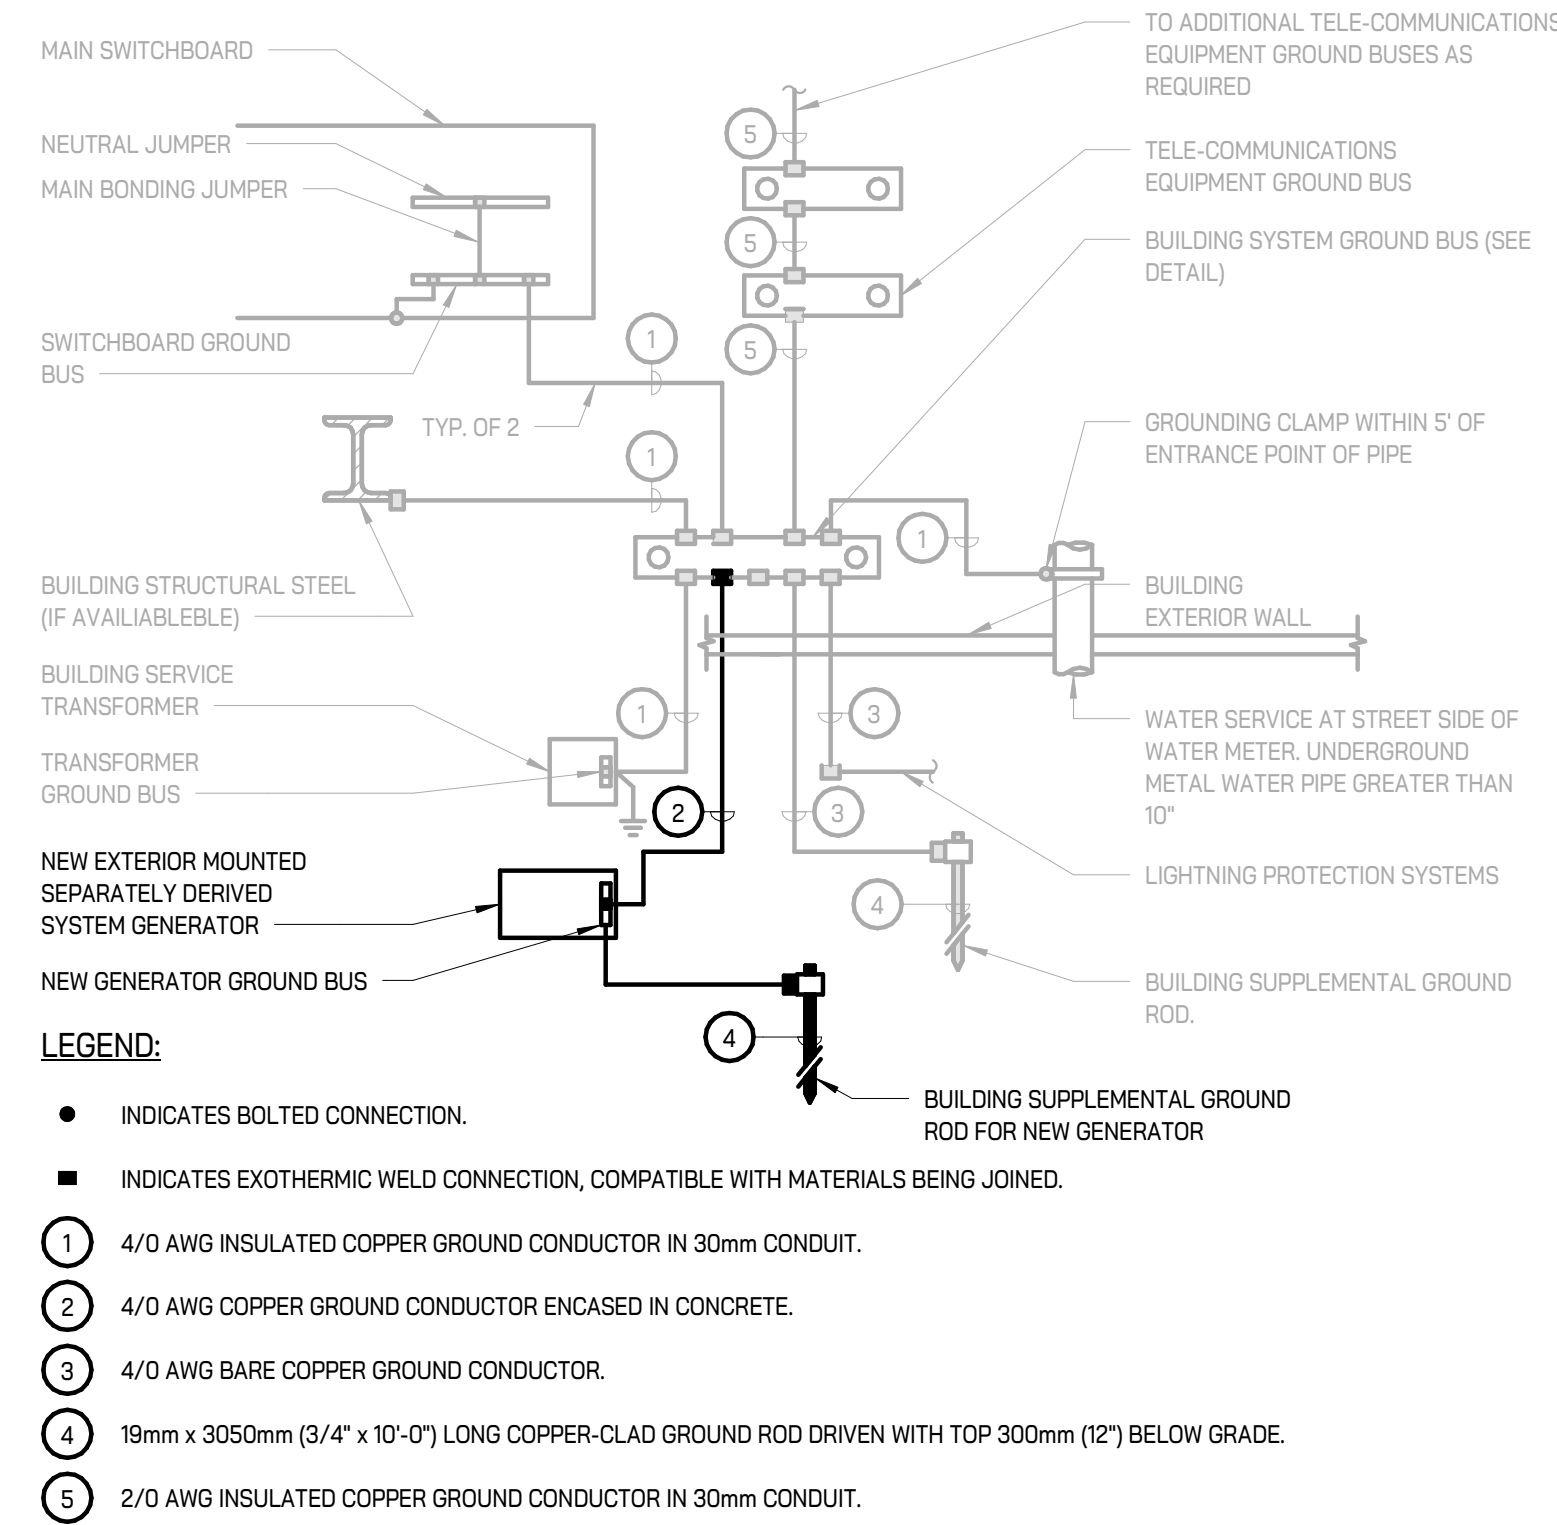 MAIN SWITCHBOARD
NEUTRAL JUMPER
MAIN BONDING JUMPER
SWITCHBOARD GROUND
BUS
TYP. OF 2
BUILDING STRUCTURAL STEEL
(IF AVAILIABLEBLE)
BUILDING SERVICE
TRANSFORMER
TRANSFORMER
GROUND BUS
NEW EXTERIOR MOUNTED
SEPARATELY DERIVED
SYSTEM GENERATOR
NEW GENERATOR GROUND BUS
5
5
5
1
1
1
1
2
3
3
4
4
TO ADDITIONAL TELE-COMMUNICATIONS
EQUIPMENT GROUND BUSES AS
REQUIRED
TELE-COMMUNICATIONS
EQUIPMENT GROUND BUS
BUILDING SYSTEM GROUND BUS (SEE
DETAIL)
GROUNDING CLAMP WITHIN 5' OF
ENTRANCE POINT OF PIPE
BUILDING
EXTERIOR WALL
WATER SERVICE AT STREET SIDE OF
WATER METER. UNDERGROUND
METAL WATER PIPE GREATER THAN
10"
LIGHTNING PROTECTION SYSTEMS
BUILDING SUPPLEMENTAL GROUND
ROD.
BUILDING SUPPLEMENTAL GROUND
ROD FOR NEW GENERATOR
LEGEND:
INDICATES BOLTED CONNECTION.
INDICATES EXOTHERMIC WELD CONNECTION, COMPATIBLE WITH MATERIALS BEING JOINED.
1 4/0 AWG INSULATED COPPER GROUND CONDUCTOR IN 30mm CONDUIT.
2 4/0 AWG COPPER GROUND CONDUCTOR ENCASED IN CONCRETE.
3 4/0 AWG BARE COPPER GROUND CONDUCTOR.
4 19mm x 3050mm (3/4" x 10'-0") LONG COPPER-CLAD GROUND ROD DRIVEN WITH TOP 300mm (12") BELOW GRADE.
5 2/0 AWG INSULATED COPPER GROUND CONDUCTOR IN 30mm CONDUIT.